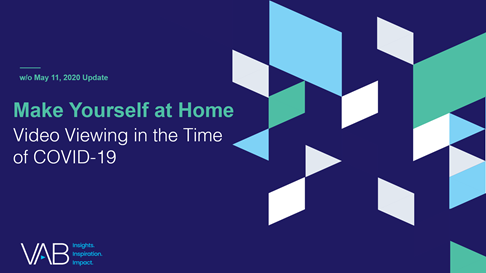 w/o May 11, 2020 Update
Make Yourself at Home
Video Viewing in the Time
of COVID-19
VAB
Insights.
Inspiration.
Impact.